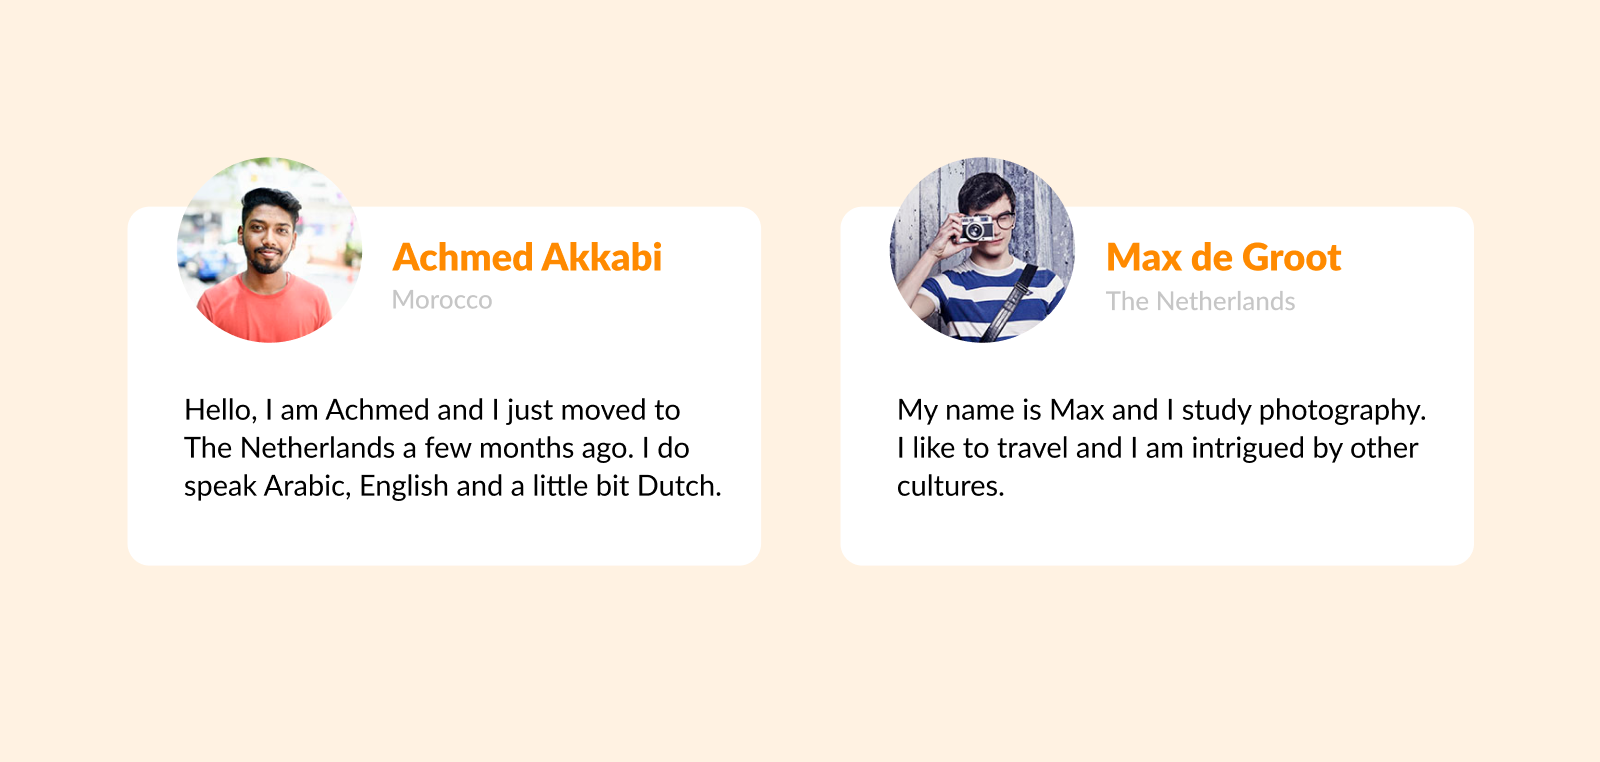 Achmed Akkabi
Morocco
Hello, I am Achmed and I just moved to
The Netherlands a few months ago. I do
speak Arabic, English and a little bit Dutch.
Max de Groot
The Netherlands
My name is Max and I study photography.
I like to travel and I am intrigued by other
cultures.